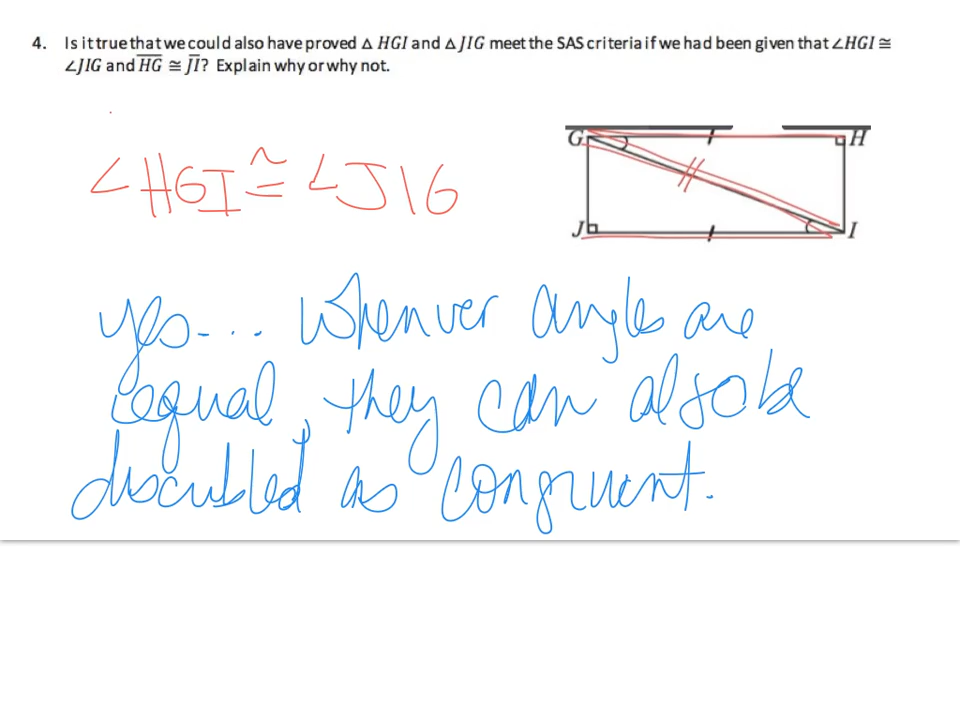 4. Is it true that we could also have proved △ HGI and △ JIG meet the SAS criteria if we had been given that ∠HGI ≅
∠JIG and HG ≅ JI? Explain why or why not.
G H
∠HGI ≅ ∠JIG
J I
yes... Whenver angles are
equal, they can also be
discribled as congruent.